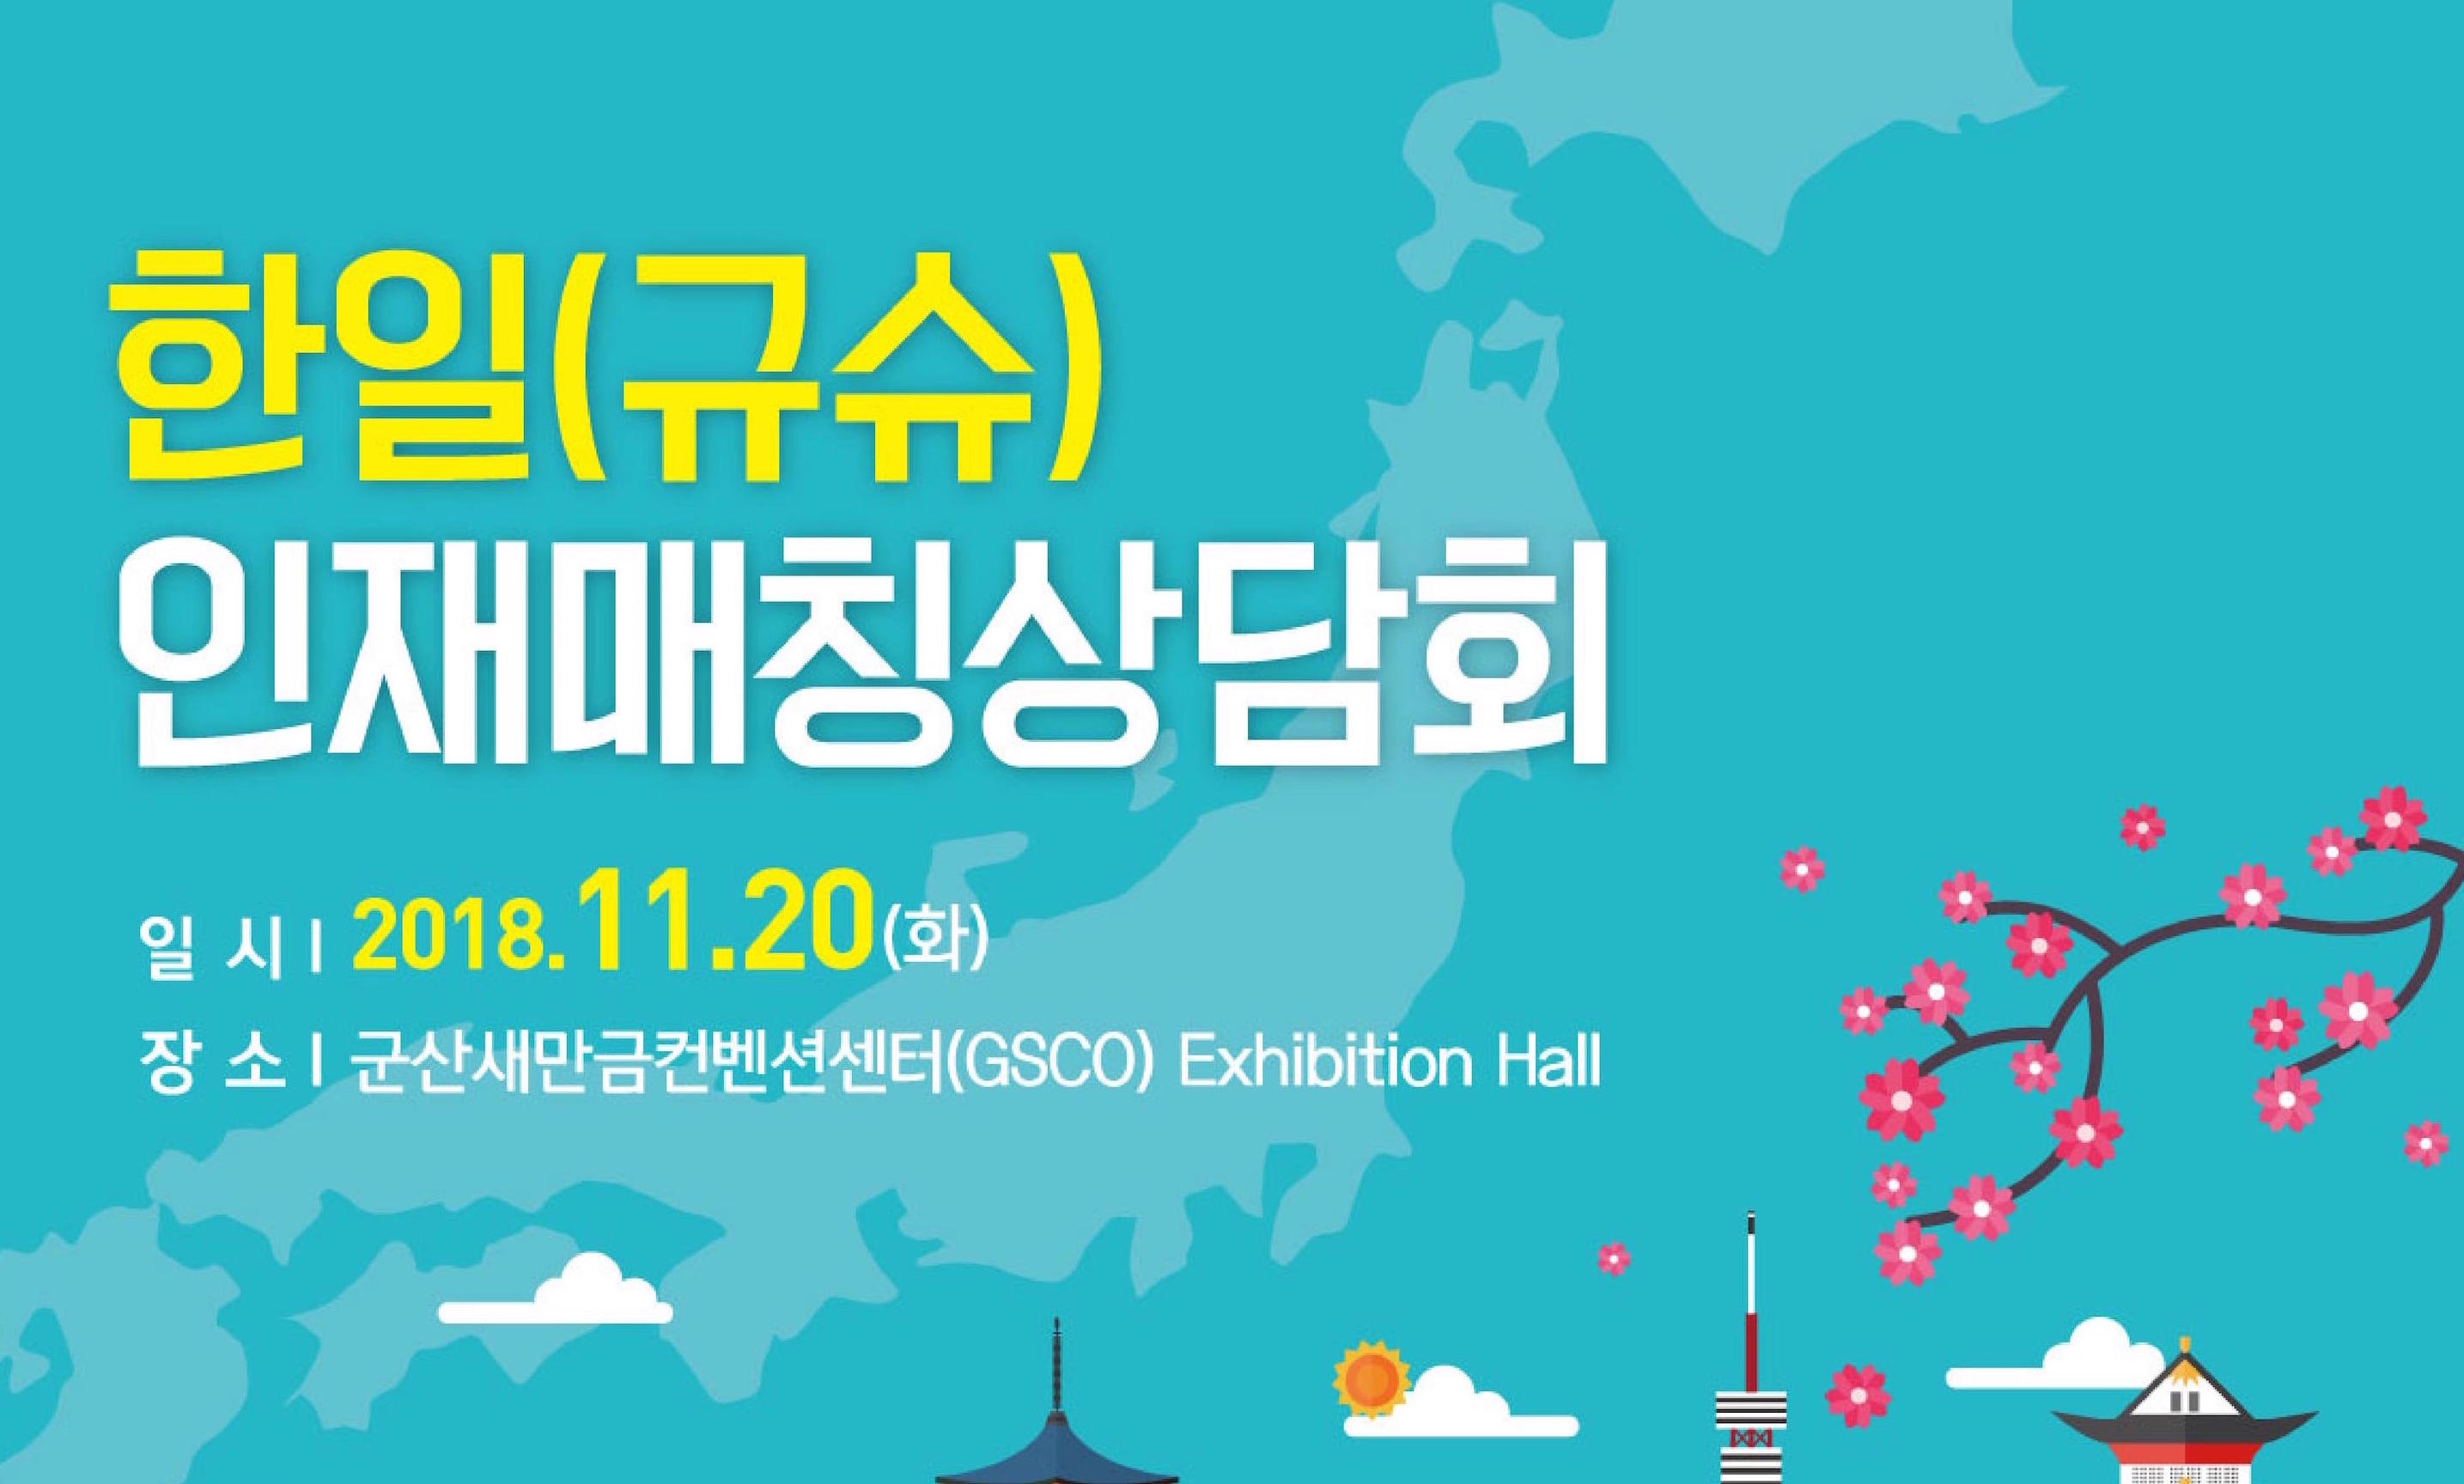 한일(규슈)
인재매칭상담회
일 시 | 2018.11.20(화)
장 소 | 군산새만금컨벤션센터(GSCO) Exhibition Hall